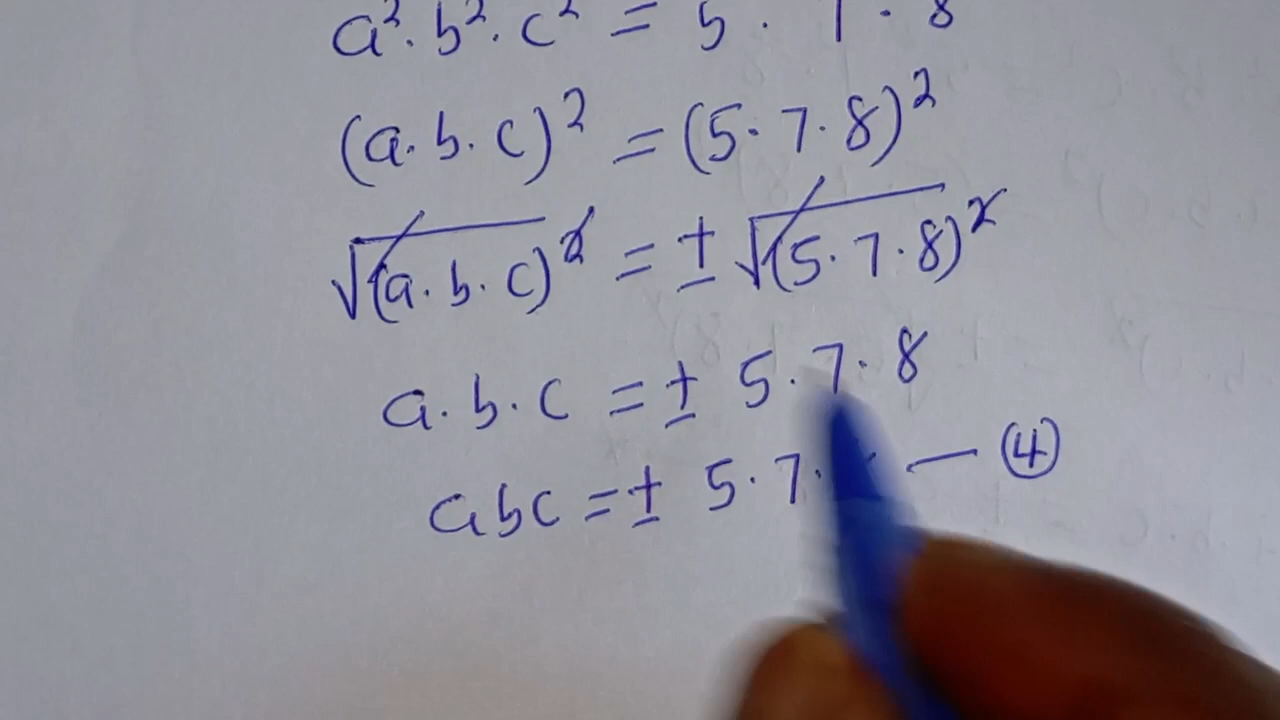 a². b². c² = 5 . 7 . 8
(a. b. c)² = (5. 7. 8)²
√(a. b. c)² = ± √(5. 7. 8)²
a. b. c = ± 5. 7. 8
abc = ± 5. 7. — ④